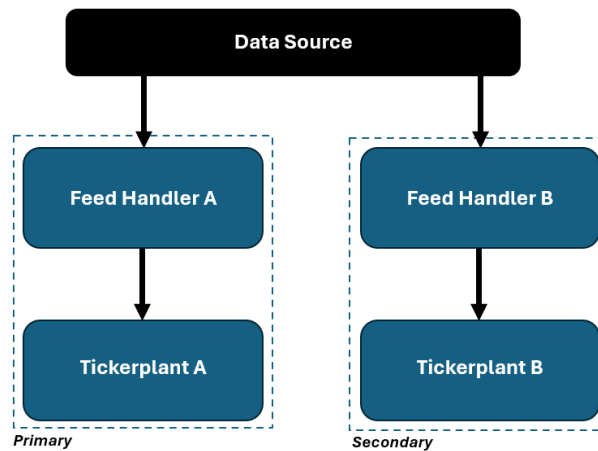 Data Source
Feed Handler A
Feed Handler B
Tickerplant A
Tickerplant B
Primary
Secondary